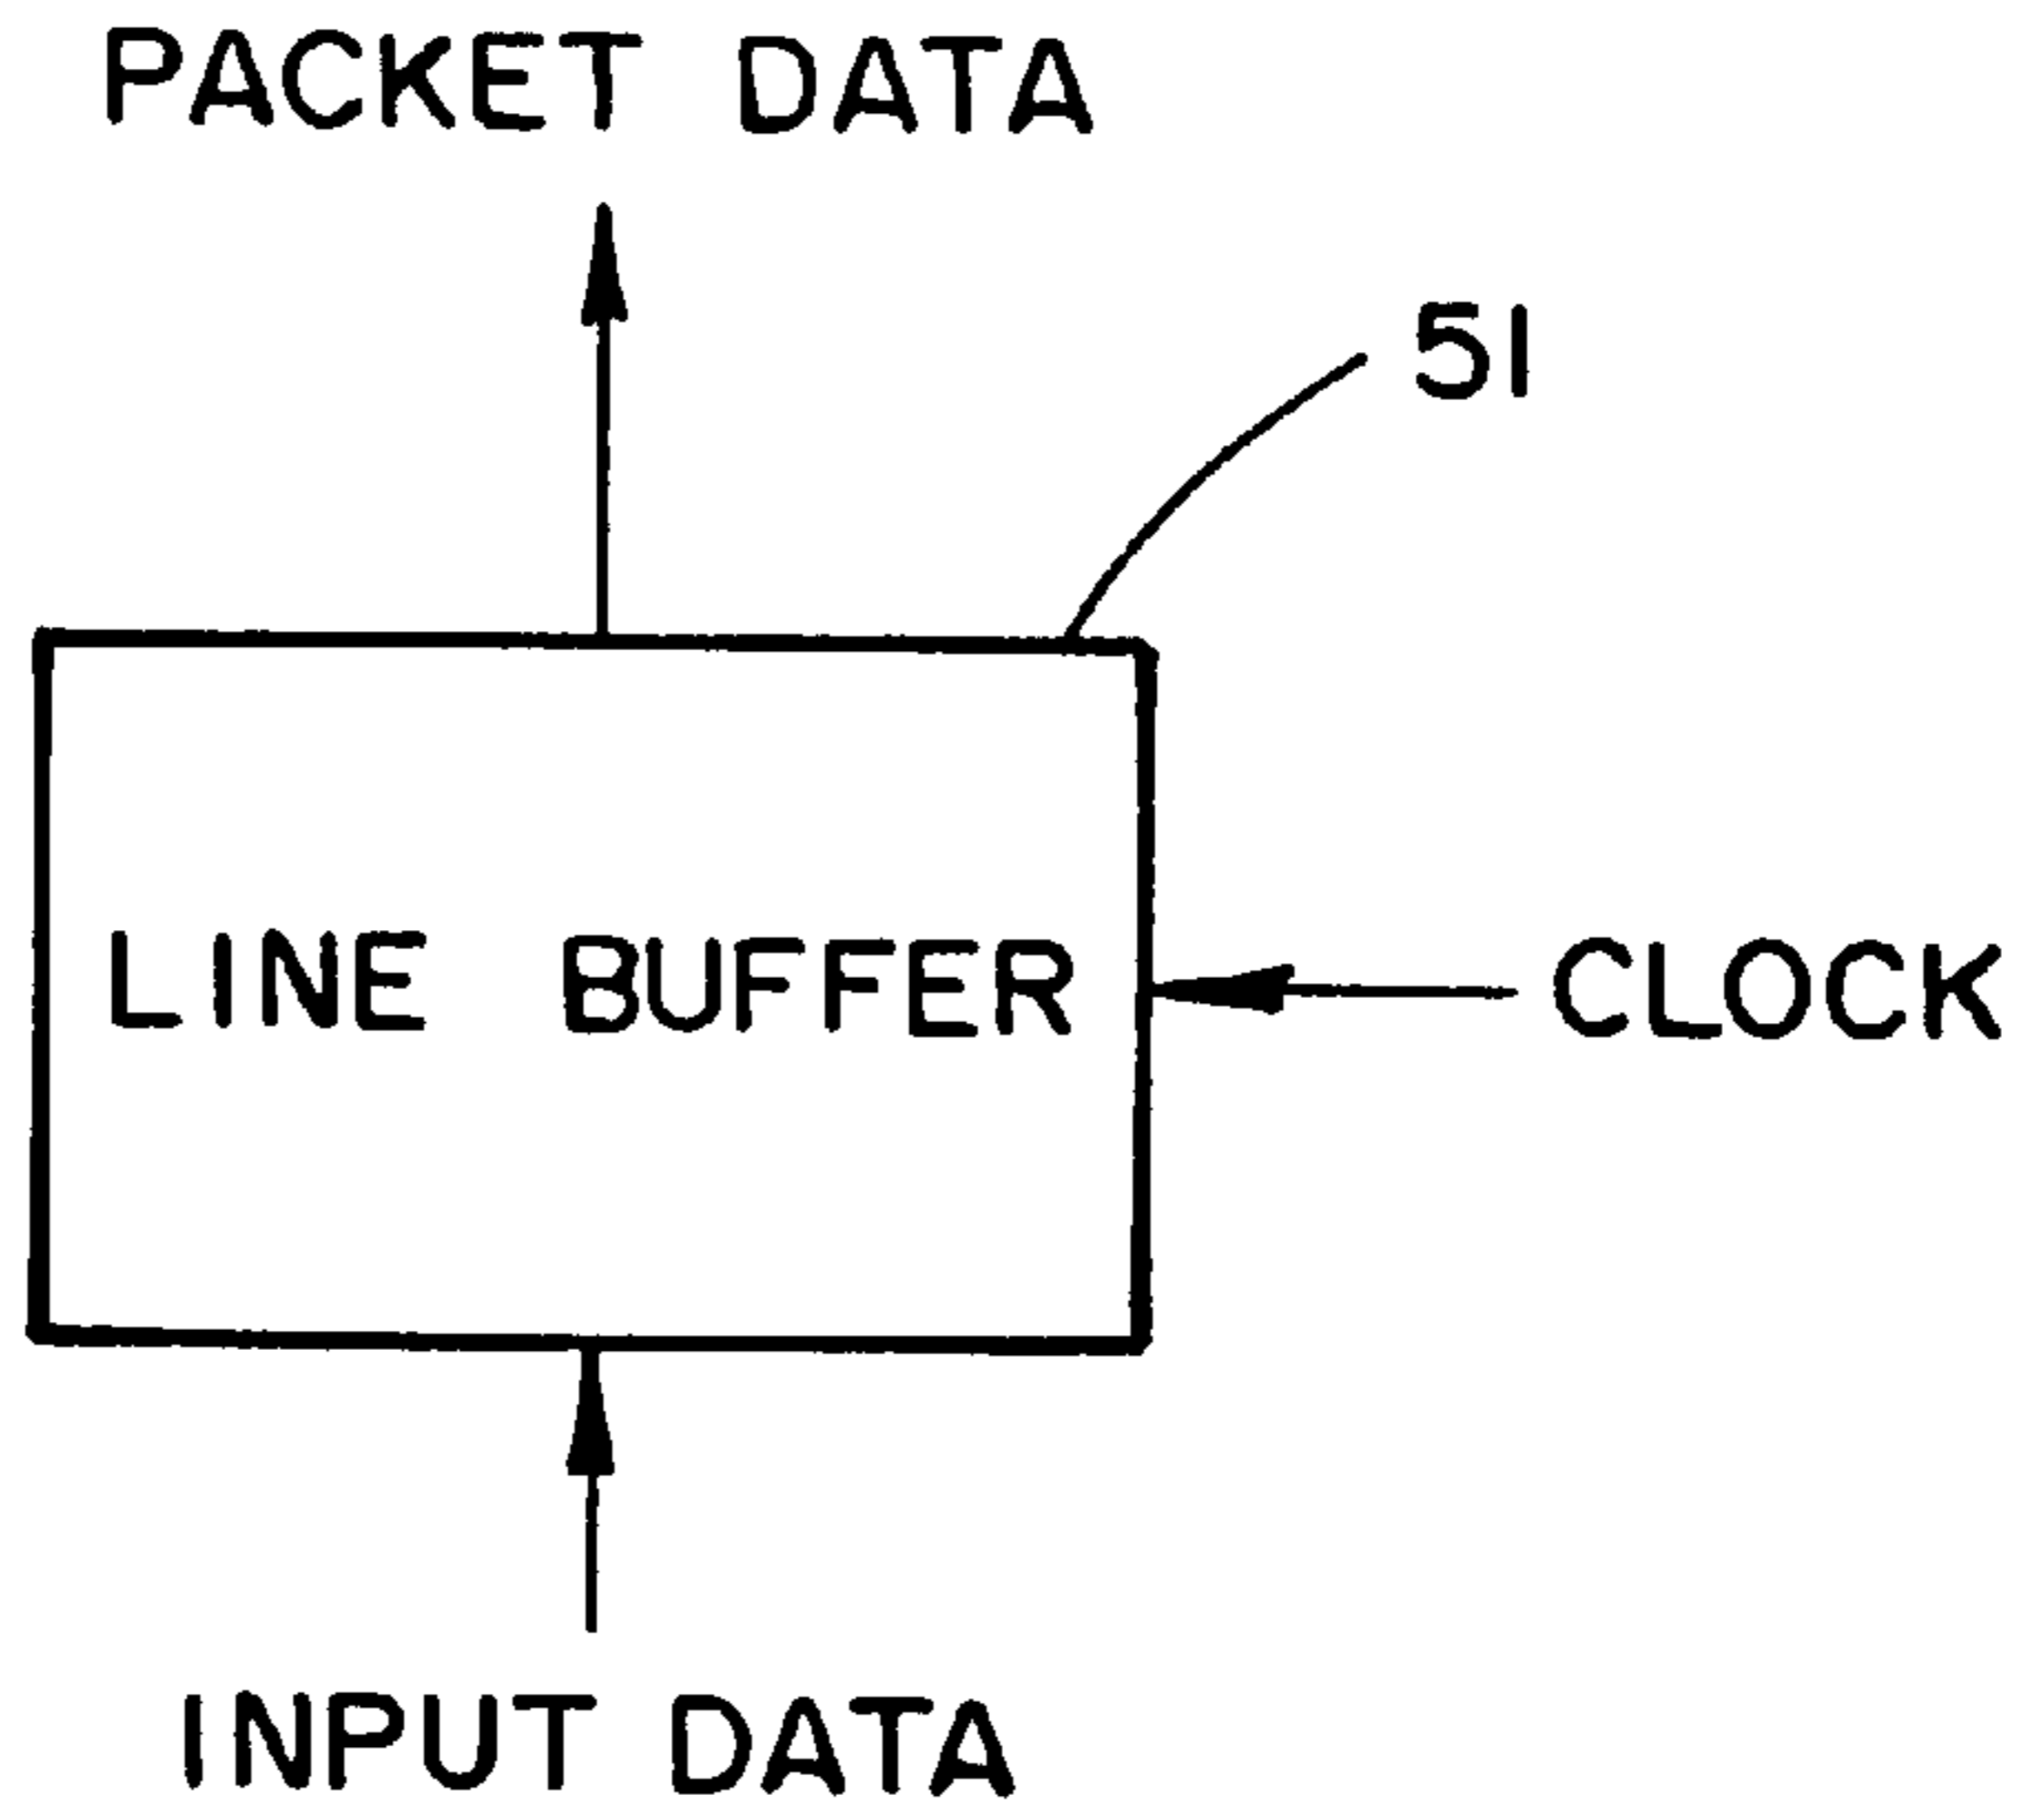 PACKET DATA
51
LINE BUFFER
CLOCK
INPUT DATA